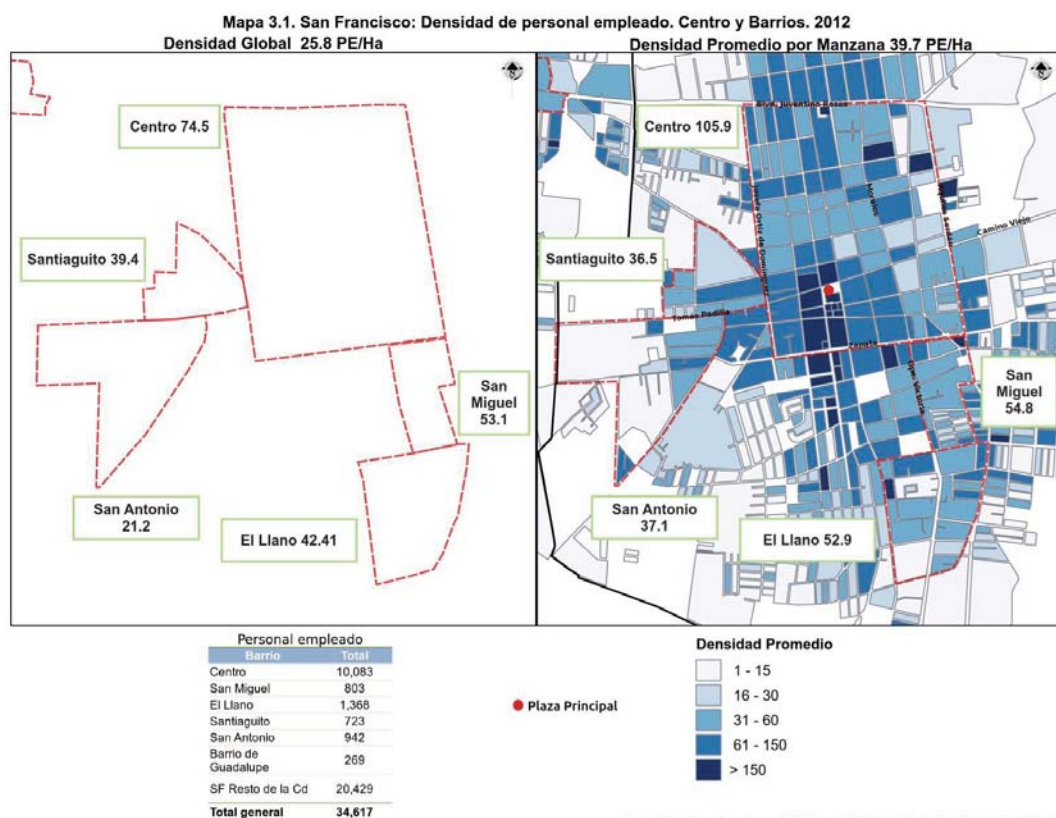 Mapa 3.1. San Francisco: Densidad de personal empleado. Centro y Barrios. 2012
Densidad Global 25.8 PE/Ha
Centro 74.5
Santiaguito 39.4
San
Miguel
53.1
San Antonio
21.2
El Llano 42.41
Densidad Promedio por Manzana 39.7 PE/Ha
Blvd. Juventino Rosas
Centro 105.9
Josefa Ortiz de Dominguez
Morelos
Camino Viejo
Santiaguito 36.5
Tomas Padilla
Zapata
Gpe. Victoria
San
Miguel
54.8
San Antonio
37.1
El Llano 52.9
Personal empleado
Barrio Total
Centro 10,083
San Miguel 803
El Llano 1,368
Santiaguito 723
San Antonio 942
Barrio de
Guadalupe 269
SF Resto de la Cd 20,429
Total general 34,617
Plaza Principal
Densidad Promedio
1 - 15
16 - 30
31 - 60
61 - 150
> 150